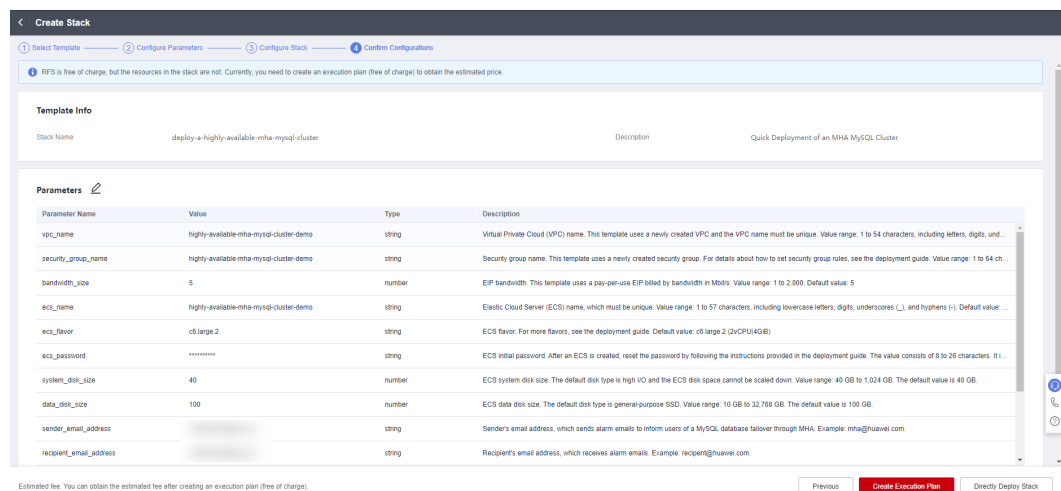 Create Stack
1 Select Template 2 Configure Parameters 3 Configure Stack 4 Confirm Configurations
RFS is free of charge, but the resources in the stack are not. Currently, you need to create an execution plan (free of charge) to obtain the estimated price.
Template Info
Stack Name deploy-a-highly-available-mha-mysql-cluster Description Quick Deployment of an MHA MySQL Cluster
Parameters
Parameter Name Value Type Description
vpc_name highly-available-mha-mysql-cluster-demo string Virtual Private Cloud (VPC) name. This template uses a newly created VPC and the VPC name must be unique. Value range: 1 to 54 characters, including letters, digits, und...
security_group_name highly-available-mha-mysql-cluster-demo string Security group name. This template uses a newly created security group. For details about how to set security group rules, see the deployment guide. Value range: 1 to 64 ch...
bandwidth_size 5 number EIP bandwidth. This template uses a pay-per-use EIP billed by bandwidth in Mbit/s. Value range: 1 to 2,000. Default value: 5
ecs_name highly-available-mha-mysql-cluster-demo string Elastic Cloud Server (ECS) name, which must be unique. Value range: 1 to 57 characters, including lowercase letters, digits, underscores (_), and hyphens (-). Default value: ...
ecs_flavor c6.large.2 string ECS flavor. For more flavors, see the deployment guide. Default value: c6.large.2 (2vCPU|4GiB)
ecs_password ********** string ECS initial password. After an ECS is created, reset the password by following the instructions provided in the deployment guide. The value consists of 8 to 26 characters. It i...
system_disk_size 40 number ECS system disk size. The default disk type is high I/O and the ECS disk space cannot be scaled down. Value range: 40 GB to 1,024 GB. The default value is 40 GB.
data_disk_size 100 number ECS data disk size. The default disk type is general-purpose SSD. Value range: 10 GB to 32,768 GB. The default value is 100 GB.
sender_email_address string Sender's email address, which sends alarm emails to inform users of a MySQL database failover through MHA. Example: mha@huawei.com.
recipient_email_address string Recipient's email address, which receives alarm emails. Example: recipent@huawei.com.
Estimated fee: You can obtain the estimated fee after creating an execution plan (free of charge). Previous Create Execution Plan Directly Deploy Stack